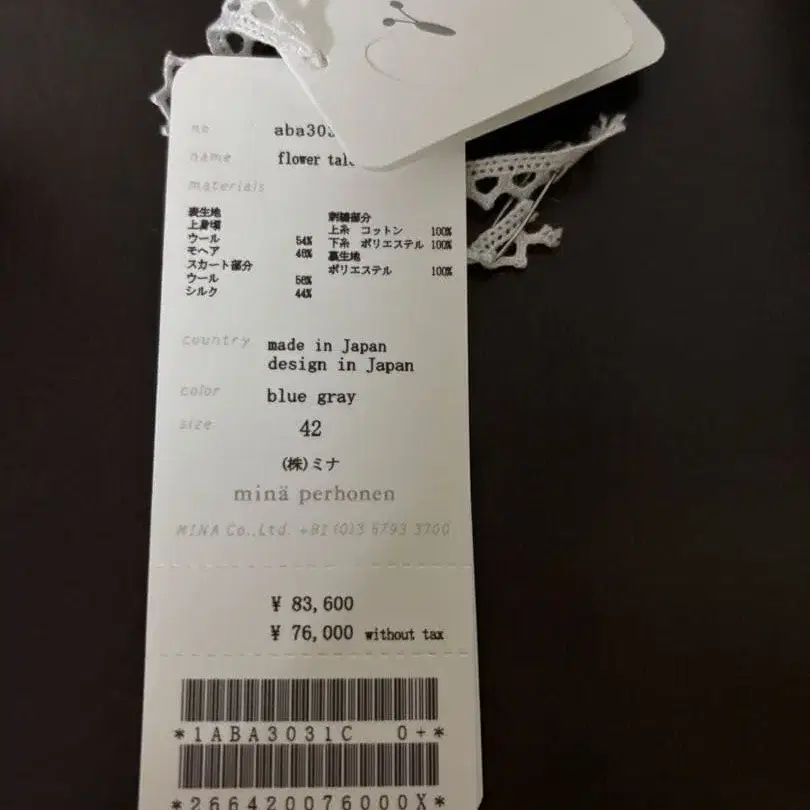 no
name flower
materials
表生地
上身頃
ウール 54%
モヘア 46%
スカート部分
ウール 56%
シルク 44%
刺繍部分
上糸 コットン 100%
下糸 ポリエステル 100%
裏生地
ポリエステル 100%
country made in Japan
design in Japan
color blue gray
size 42
(株)ミナ
minä perhonen
MINA Co.,Ltd. +81 (0)3 5793 3700
¥ 83,600
¥ 76,000 without tax
*1ABA3031C 0+*
*266420076000X*